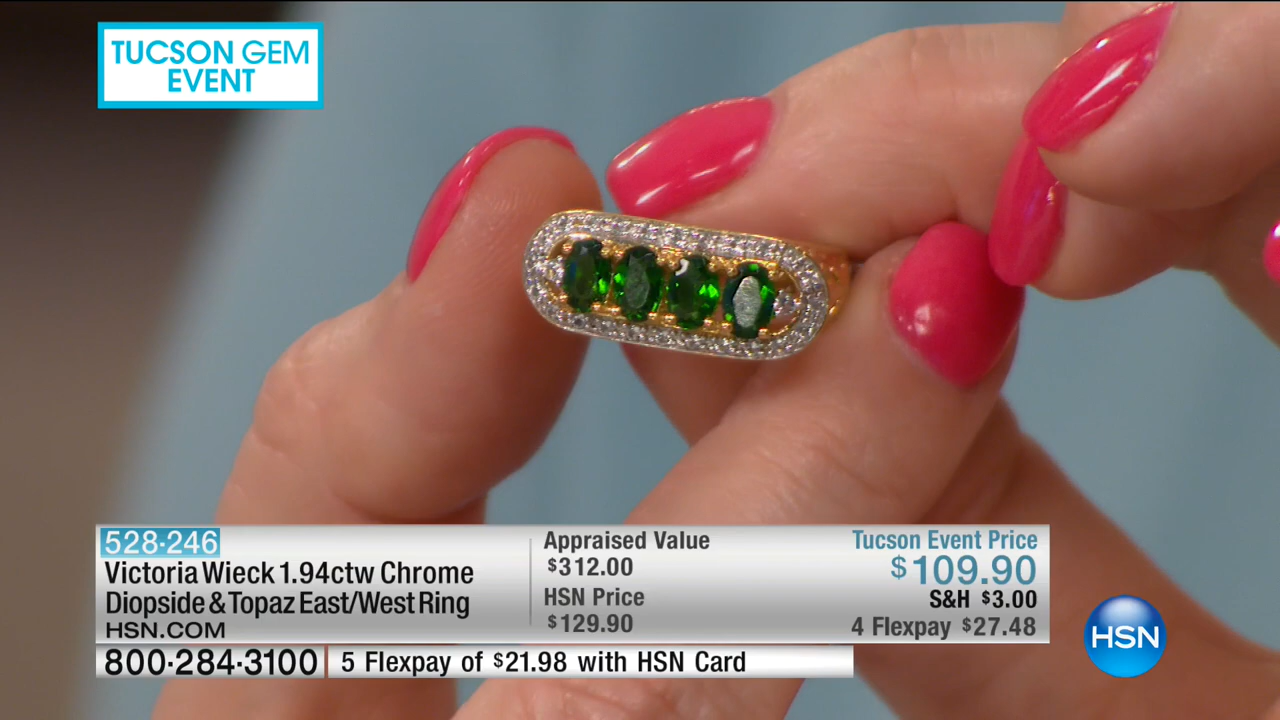 TUCSON GEM
EVENT
528·246
Victoria Wieck 1.94ctw Chrome
Diopside & Topaz East/West Ring
HSN.COM
Appraised Value
$312.00
HSN Price
$129.90
Tucson Event Price
$109.90
S&H $3.00
4 Flexpay $27.48
800·284·3100
5 Flexpay of $21.98 with HSN Card
HSN